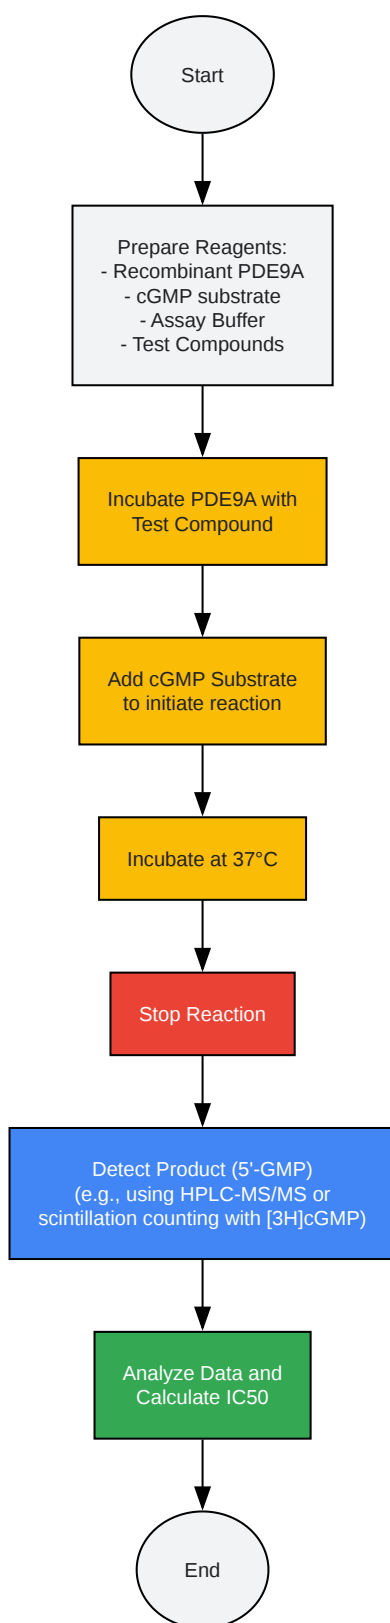 Start
Prepare Reagents:
- Recombinant PDE9A
- cGMP substrate
- Assay Buffer
- Test Compounds
Incubate PDE9A with
Test Compound
Add cGMP Substrate
to initiate reaction
Incubate at 37°C
Stop Reaction
Detect Product (5'-GMP)
(e.g., using HPLC-MS/MS or
scintillation counting with [3H]cGMP)
Analyze Data and
Calculate IC50
End